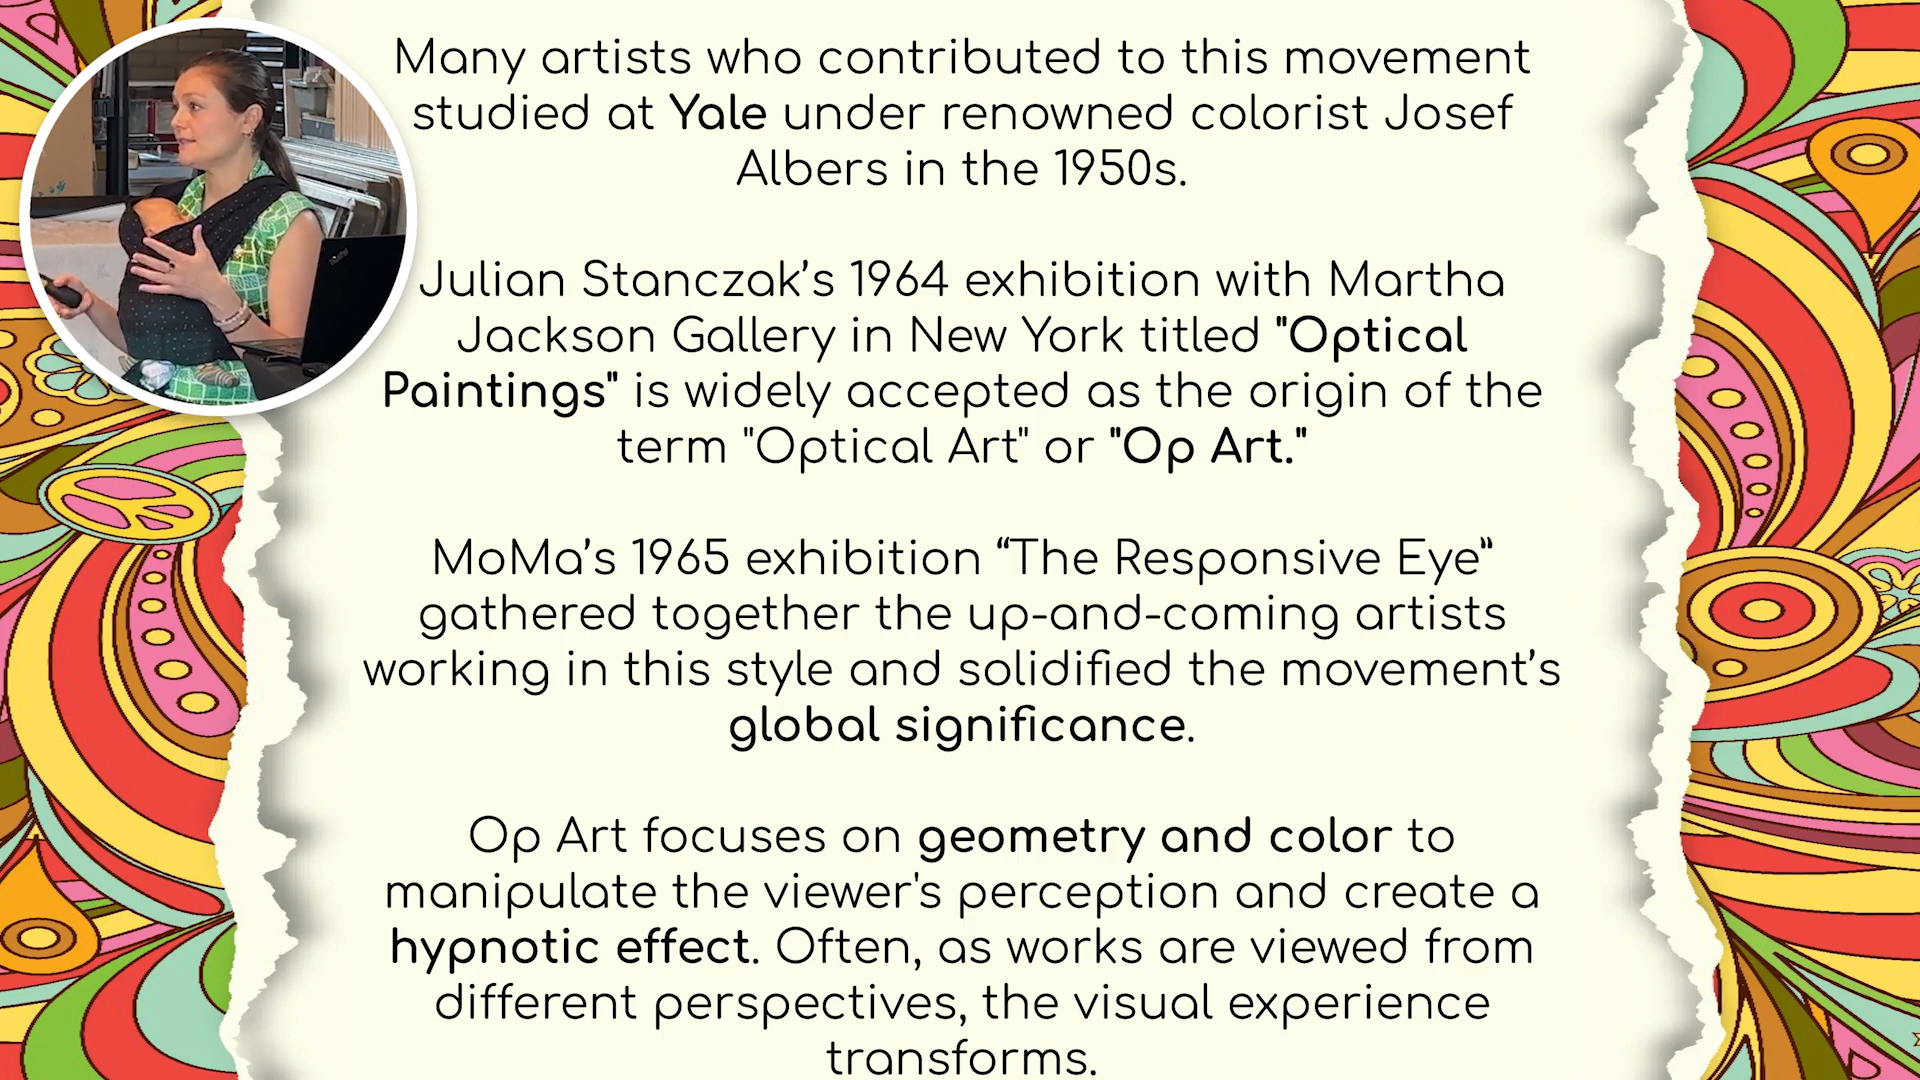 Many artists who contributed to this movement
studied at Yale under renowned colorist Josef
Albers in the 1950s.
Julian Stanczak’s 1964 exhibition with Martha
Jackson Gallery in New York titled "Optical
Paintings" is widely accepted as the origin of the
term "Optical Art" or "Op Art."
MoMa’s 1965 exhibition “The Responsive Eye”
gathered together the up-and-coming artists
working in this style and solidified the movement’s
global significance.
Op Art focuses on geometry and color to
manipulate the viewer's perception and create a
hypnotic effect. Often, as works are viewed from
different perspectives, the visual experience
transforms.